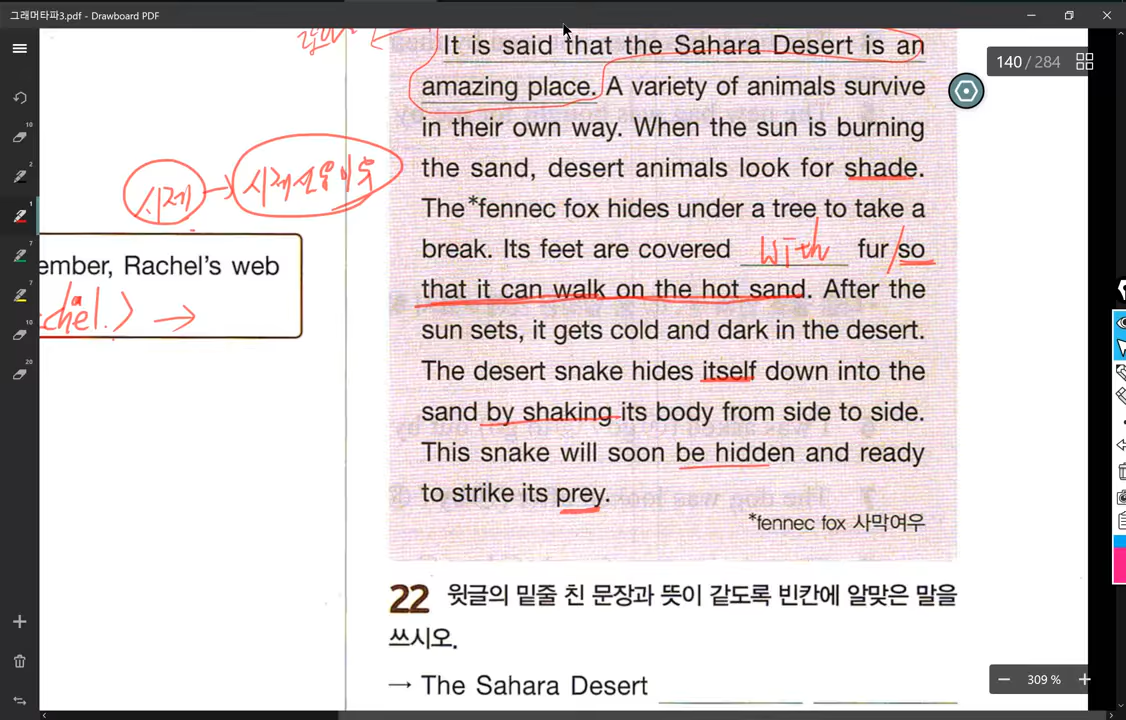 그래머타파3.pdf - Drawboard PDF
It is said that the Sahara Desert is an
amazing place. A variety of animals survive
in their own way. When the sun is burning
the sand, desert animals look for shade.
The *fennec fox hides under a tree to take a
break. Its feet are covered with fur so
that it can walk on the hot sand. After the
sun sets, it gets cold and dark in the desert.
The desert snake hides itself down into the
sand by shaking its body from side to side.
This snake will soon be hidden and ready
to strike its prey.
*fennec fox 사막여우
시제
ember, Rachel's web
chel.
22 윗글의 밑줄 친 문장과 뜻이 같도록 빈칸에 알맞은 말을
쓰시오.
→ The Sahara Desert
140 / 284
309 %